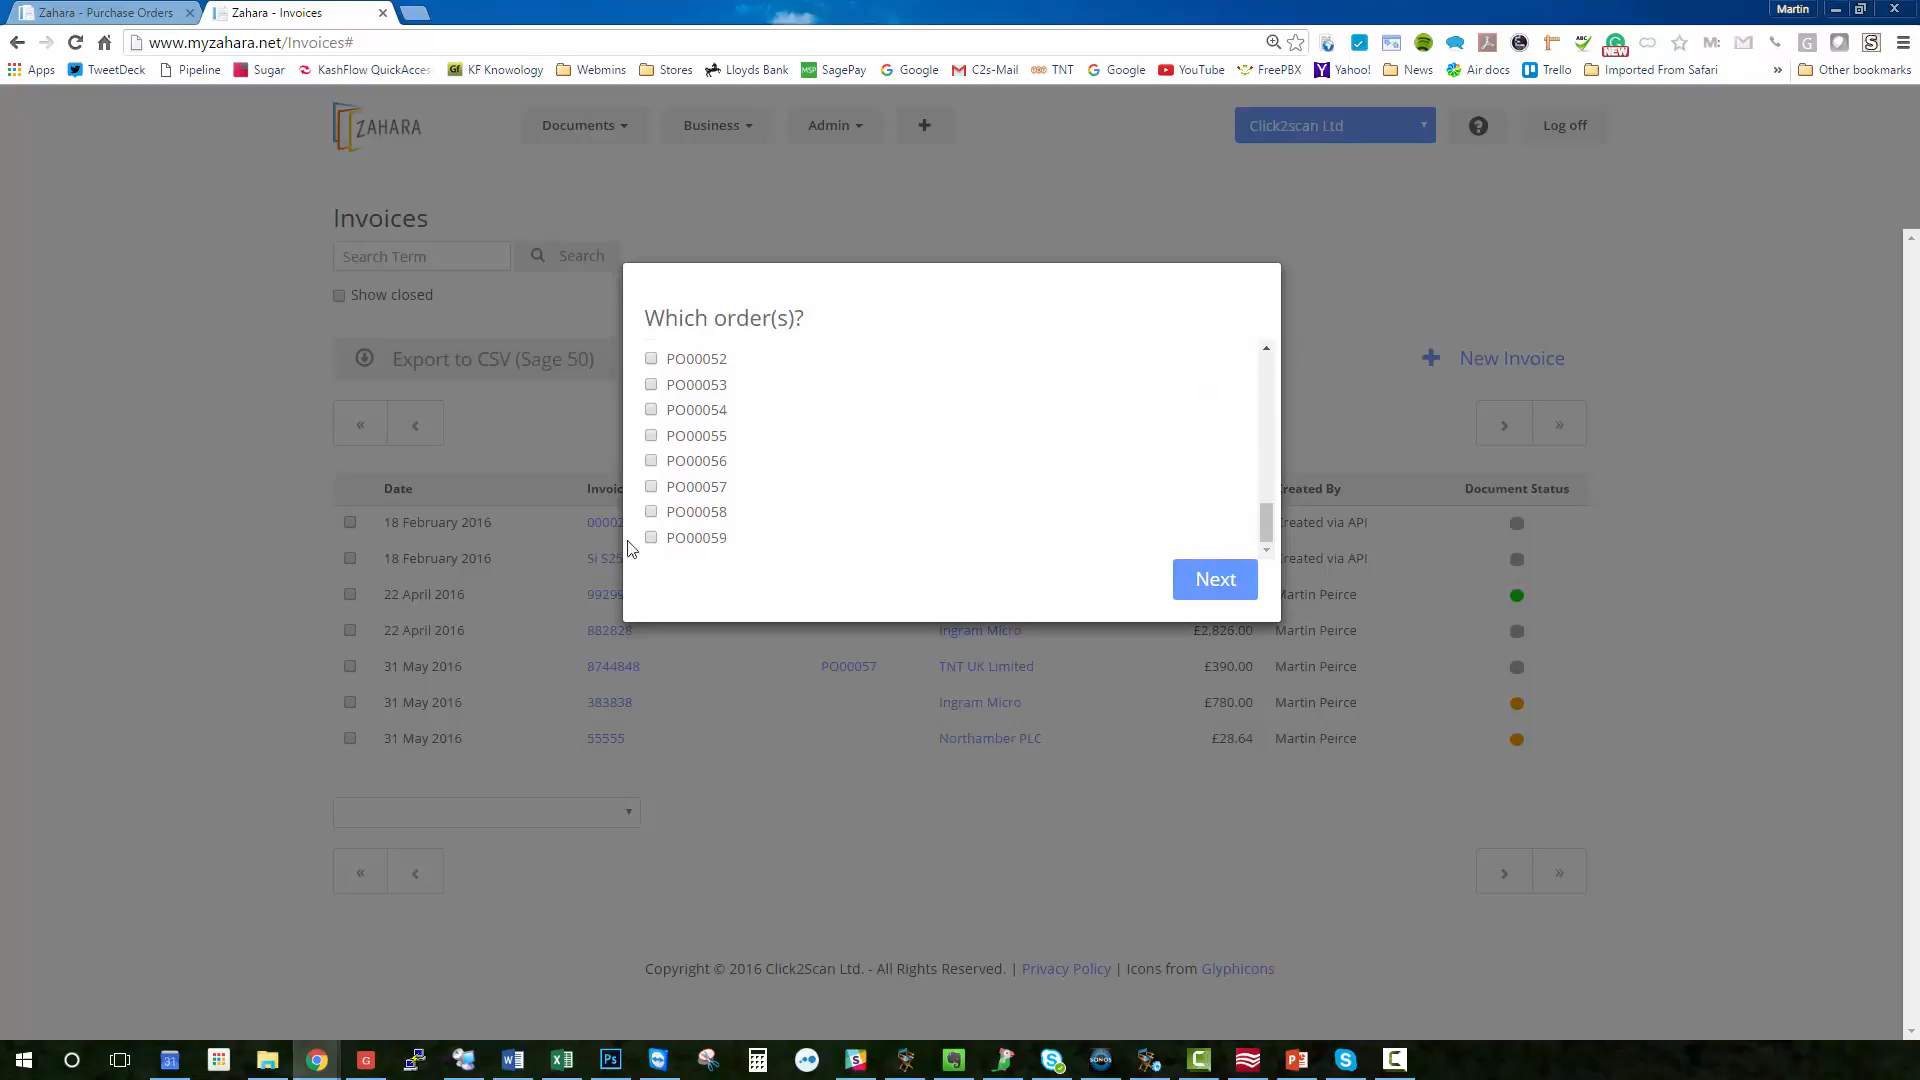 Zahara - Purchase Orders
Zahara - Invoices
Martin
www.myzahara.net/Invoices#
Apps
TweetDeck
Pipeline
Sugar
KashFlow QuickAcces
KF Knowology
Webmins
Stores
Lloyds Bank
SagePay
Google
C2s-Mail
TNT
Google
YouTube
FreePBX
Yahoo!
News
Air docs
Trello
Imported From Safari
Other bookmarks
ZAHARA
Documents
Business
Admin
Click2scan Ltd
Log off
Invoices
Search Term
Search
Show closed
Export to CSV (Sage 50)
New Invoice
Which order(s)?
PO00052
PO00053
PO00054
PO00055
PO00056
PO00057
PO00058
PO00059
Next
Date Invoic reated By Document Status
18 February 2016 00002 reated via API
18 February 2016 Si S25 reated via API
22 April 2016 99299 Martin Peirce
22 April 2016 882828 Ingram Micro £2,826.00 Martin Peirce
31 May 2016 8744848 PO00057 TNT UK Limited £390.00 Martin Peirce
31 May 2016 383838 Ingram Micro £780.00 Martin Peirce
31 May 2016 55555 Northamber PLC £28.64 Martin Peirce
Copyright © 2016 Click2Scan Ltd. - All Rights Reserved. | Privacy Policy | Icons from Glyphicons